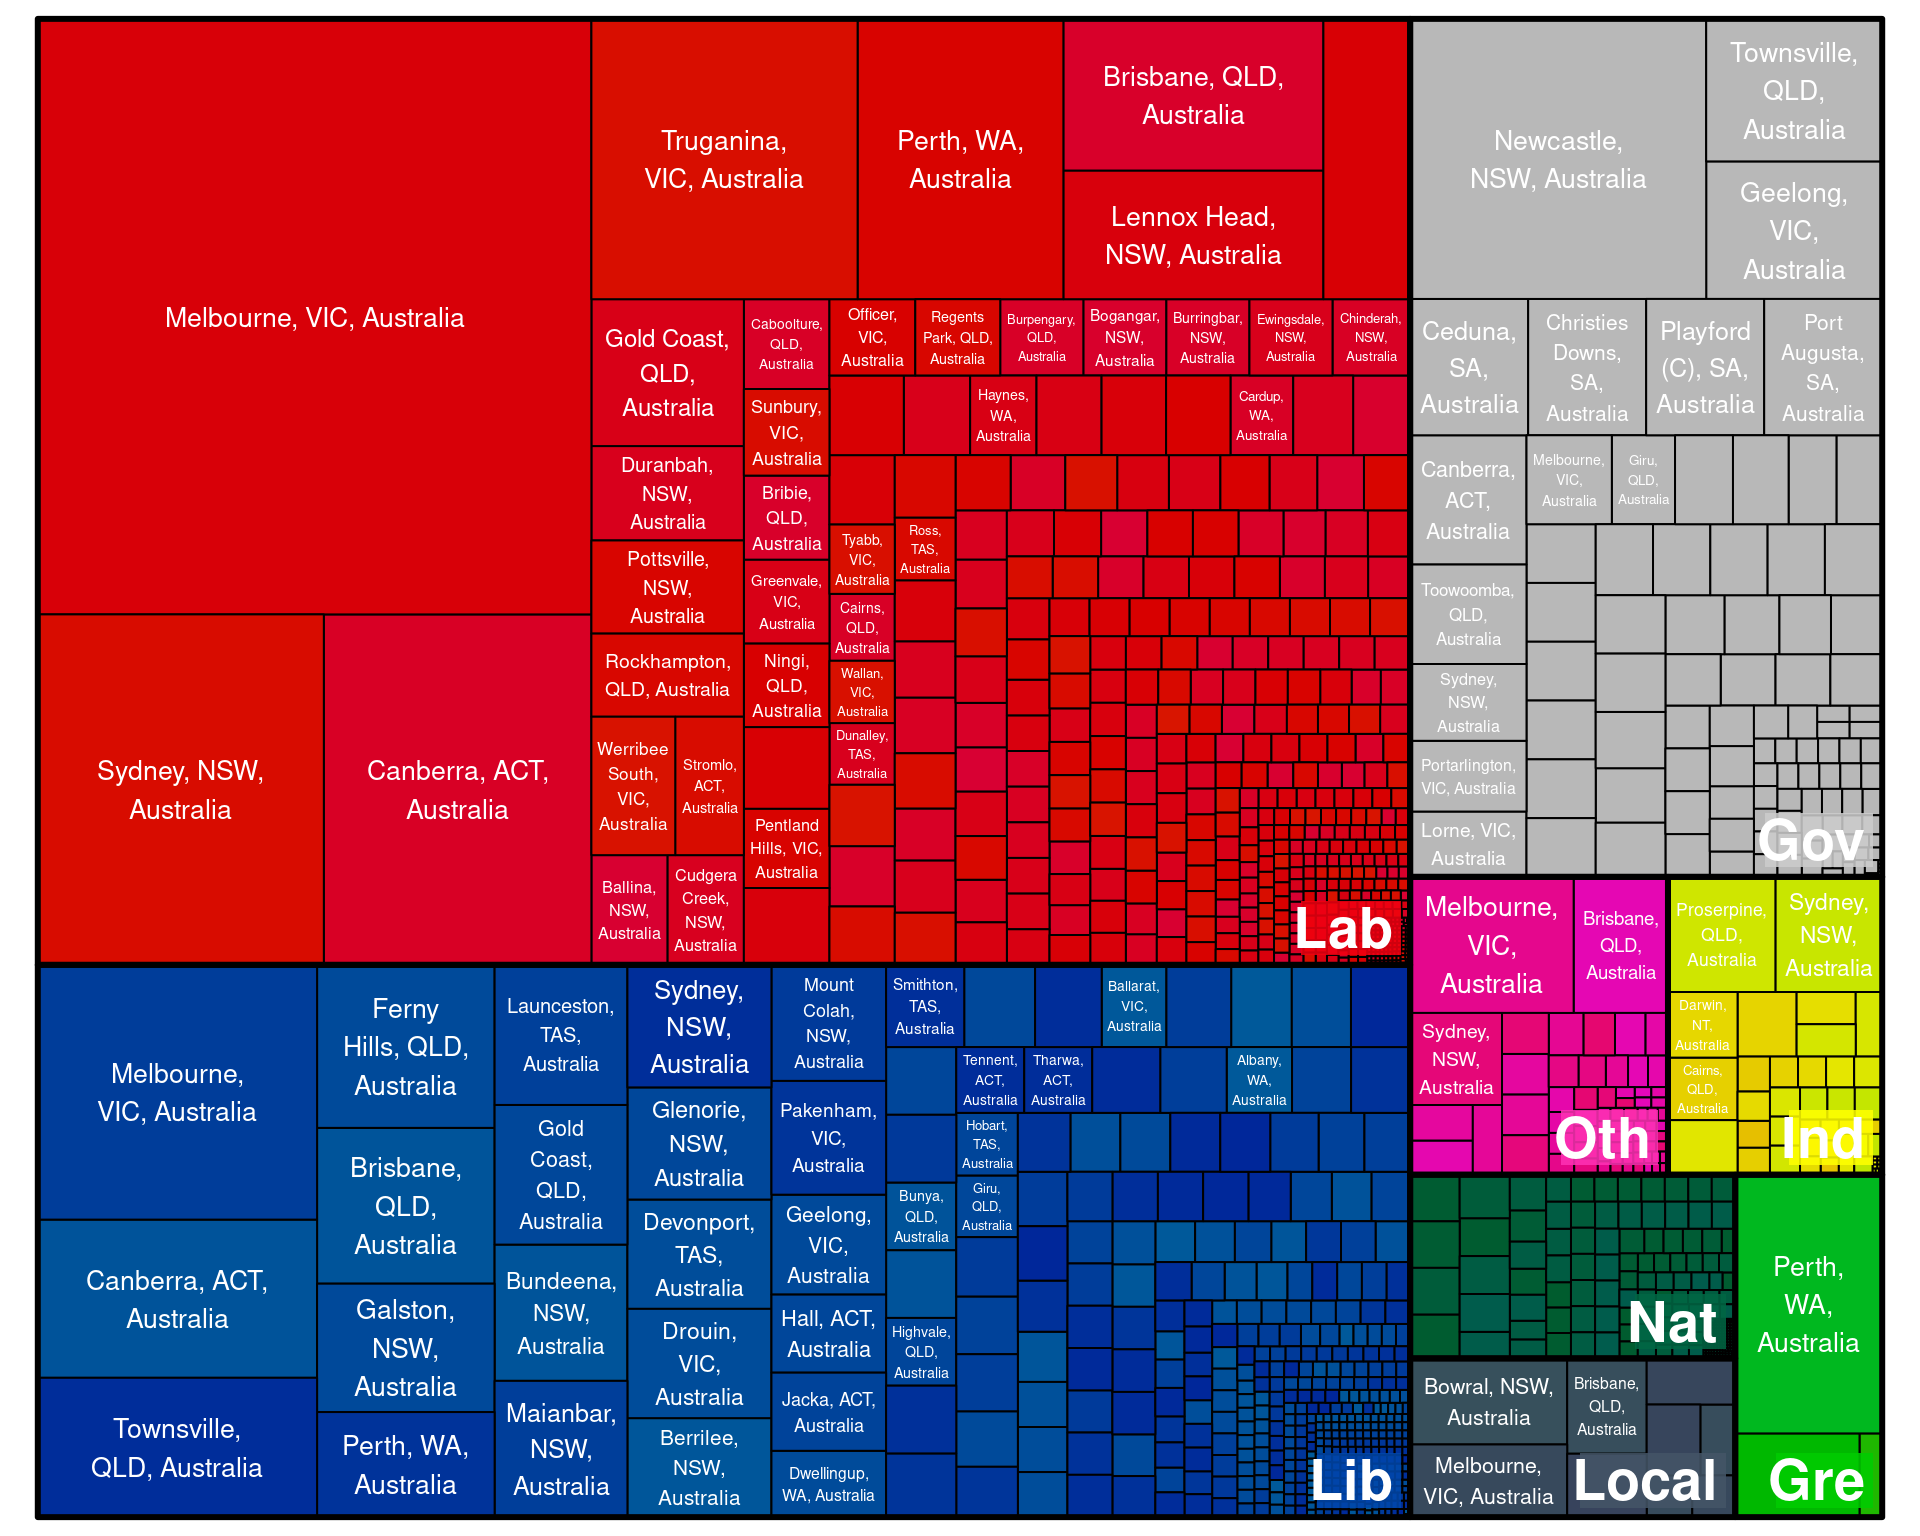 Melbourne, VIC, Australia
Sydney, NSW,
Australia
Canberra, ACT,
Australia
Truganina,
VIC, Australia
Perth, WA,
Australia
Brisbane, QLD,
Australia
Lennox Head,
NSW, Australia
Gold Coast,
QLD,
Australia
Duranbah,
NSW,
Australia
Pottsville,
NSW,
Australia
Rockhampton,
QLD, Australia
Werribee
South,
VIC,
Australia
Stromlo,
ACT,
Australia
Ballina,
NSW,
Australia
Cudgera
Creek,
NSW,
Australia
Caboolture,
QLD,
Australia
Sunbury,
VIC,
Australia
Bribie,
QLD,
Australia
Greenvale,
VIC,
Australia
Ningi,
QLD,
Australia
Pentland
Hills, VIC,
Australia
Officer,
VIC,
Australia
Regents
Park, QLD,
Australia
Burpengary,
QLD,
Australia
Bogangar,
NSW,
Australia
Burringbar,
NSW,
Australia
Ewingsdale,
NSW,
Australia
Chinderah,
NSW,
Australia
Haynes,
WA,
Australia
Cardup,
WA,
Australia
Tyabb,
VIC,
Australia
Ross,
TAS,
Australia
Cairns,
QLD,
Australia
Wallan,
VIC,
Australia
Dunalley,
TAS,
Australia
Lab
Newcastle,
NSW, Australia
Townsville,
QLD,
Australia
Geelong,
VIC,
Australia
Ceduna,
SA,
Australia
Christies
Downs,
SA,
Australia
Playford
(C), SA,
Australia
Port
Augusta,
SA,
Australia
Canberra,
ACT,
Australia
Melbourne,
VIC,
Australia
Giru,
QLD,
Australia
Toowoomba,
QLD,
Australia
Sydney,
NSW,
Australia
Portarlington,
VIC, Australia
Lorne, VIC,
Australia
Gov
Melbourne,
VIC,
Australia
Brisbane,
QLD,
Australia
Sydney,
NSW,
Australia
Oth
Proserpine,
QLD,
Australia
Sydney,
NSW,
Australia
Darwin,
NT,
Australia
Cairns,
QLD,
Australia
Ind
Melbourne,
VIC, Australia
Canberra, ACT,
Australia
Townsville,
QLD, Australia
Ferny
Hills, QLD,
Australia
Brisbane,
QLD,
Australia
Galston,
NSW,
Australia
Perth, WA,
Australia
Launceston,
TAS,
Australia
Gold
Coast,
QLD,
Australia
Bundeena,
NSW,
Australia
Maianbar,
NSW,
Australia
Sydney,
NSW,
Australia
Glenorie,
NSW,
Australia
Devonport,
TAS,
Australia
Drouin,
VIC,
Australia
Berrilee,
NSW,
Australia
Mount
Colah,
NSW,
Australia
Pakenham,
VIC,
Australia
Geelong,
VIC,
Australia
Hall, ACT,
Australia
Jacka, ACT,
Australia
Dwellingup,
WA, Australia
Smithton,
TAS,
Australia
Ballarat,
VIC,
Australia
Tennent,
ACT,
Australia
Tharwa,
ACT,
Australia
Albany,
WA,
Australia
Hobart,
TAS,
Australia
Bunya,
QLD,
Australia
Giru,
QLD,
Australia
Highvale,
QLD,
Australia
Lib
Nat
Perth,
WA,
Australia
Gre
Bowral, NSW,
Australia
Brisbane,
QLD,
Australia
Melbourne,
VIC, Australia
Local